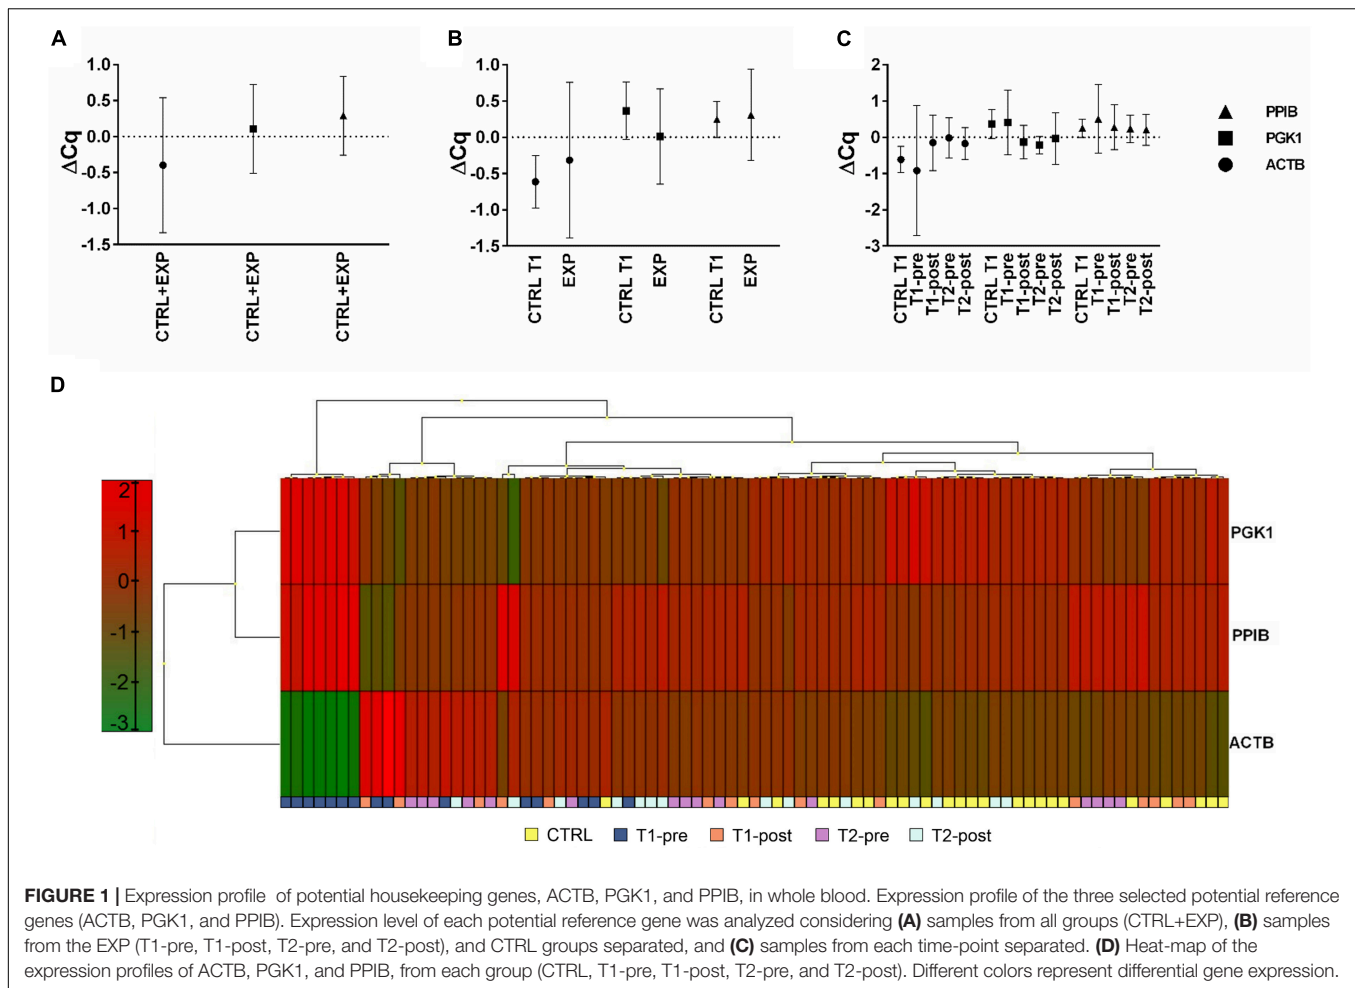 A
1.0
0.5
0.0
-0.5
-1.0
-1.5
ΔCq
CTRL+EXP
CTRL+EXP
CTRL+EXP
B
1.0
0.5
0.0
-0.5
-1.0
-1.5
ΔCq
CTRL T1
EXP
CTRL T1
EXP
CTRL T1
EXP
C
2
1
0
-1
-2
-3
ΔCq
CTRL T1
T1-pre
T1-post
T2-pre
T2-post
CTRL T1
T1-pre
T1-post
T2-pre
T2-post
CTRL T1
T1-pre
T1-post
T2-pre
T2-post
PPIB
PGK1
ACTB
D
2
1
0
-1
-2
-3
PGK1
PPIB
ACTB
CTRL T1-pre T1-post T2-pre T2-post
FIGURE 1 | Expression profile of potential housekeeping genes, ACTB, PGK1, and PPIB, in whole blood. Expression profile of the three selected potential reference
genes (ACTB, PGK1, and PPIB). Expression level of each potential reference gene was analyzed considering (A) samples from all groups (CTRL+EXP), (B) samples
from the EXP (T1-pre, T1-post, T2-pre, and T2-post), and CTRL groups separated, and (C) samples from each time-point separated. (D) Heat-map of the
expression profiles of ACTB, PGK1, and PPIB, from each group (CTRL, T1-pre, T1-post, T2-pre, and T2-post). Different colors represent differential gene expression.